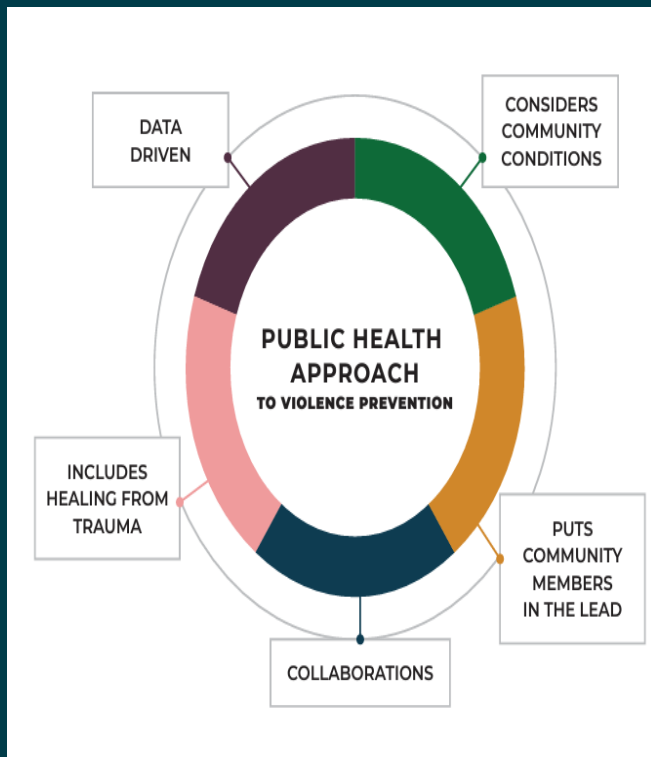 DATA
DRIVEN
CONSIDERS
COMMUNITY
CONDITIONS
PUBLIC HEALTH
APPROACH
TO VIOLENCE PREVENTION
INCLUDES
HEALING FROM
TRAUMA
PUTS
COMMUNITY
MEMBERS
IN THE LEAD
COLLABORATIONS